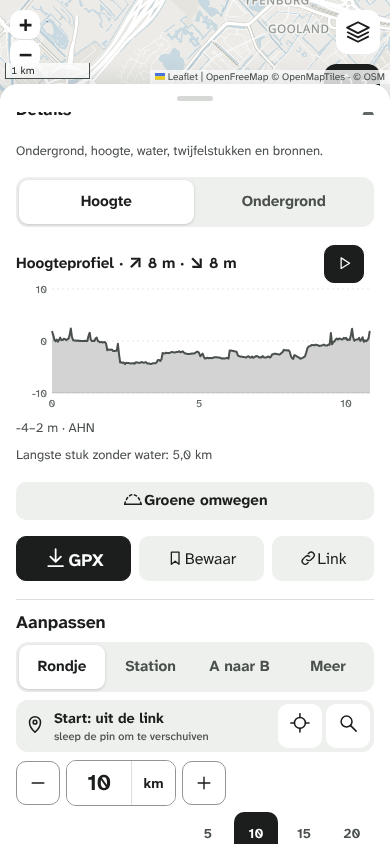 YPENBURG
GOOLAND
+
−
1 km
Leaflet | OpenFreeMap © OpenMapTiles · © OSM
Details
Ondergrond, hoogte, water, twijfelstukken en bronnen.
Hoogte Ondergrond
Hoogteprofiel · ↗ 8 m · ↘ 8 m
10
0
-10
0 5 10
-4–2 m · AHN
Langste stuk zonder water: 5,0 km
Groene omwegen
GPX Bewaar Link
Aanpassen
Rondje Station A naar B Meer
Start: uit de link
sleep de pin om te verschuiven
− 10 km +
5 10 15 20